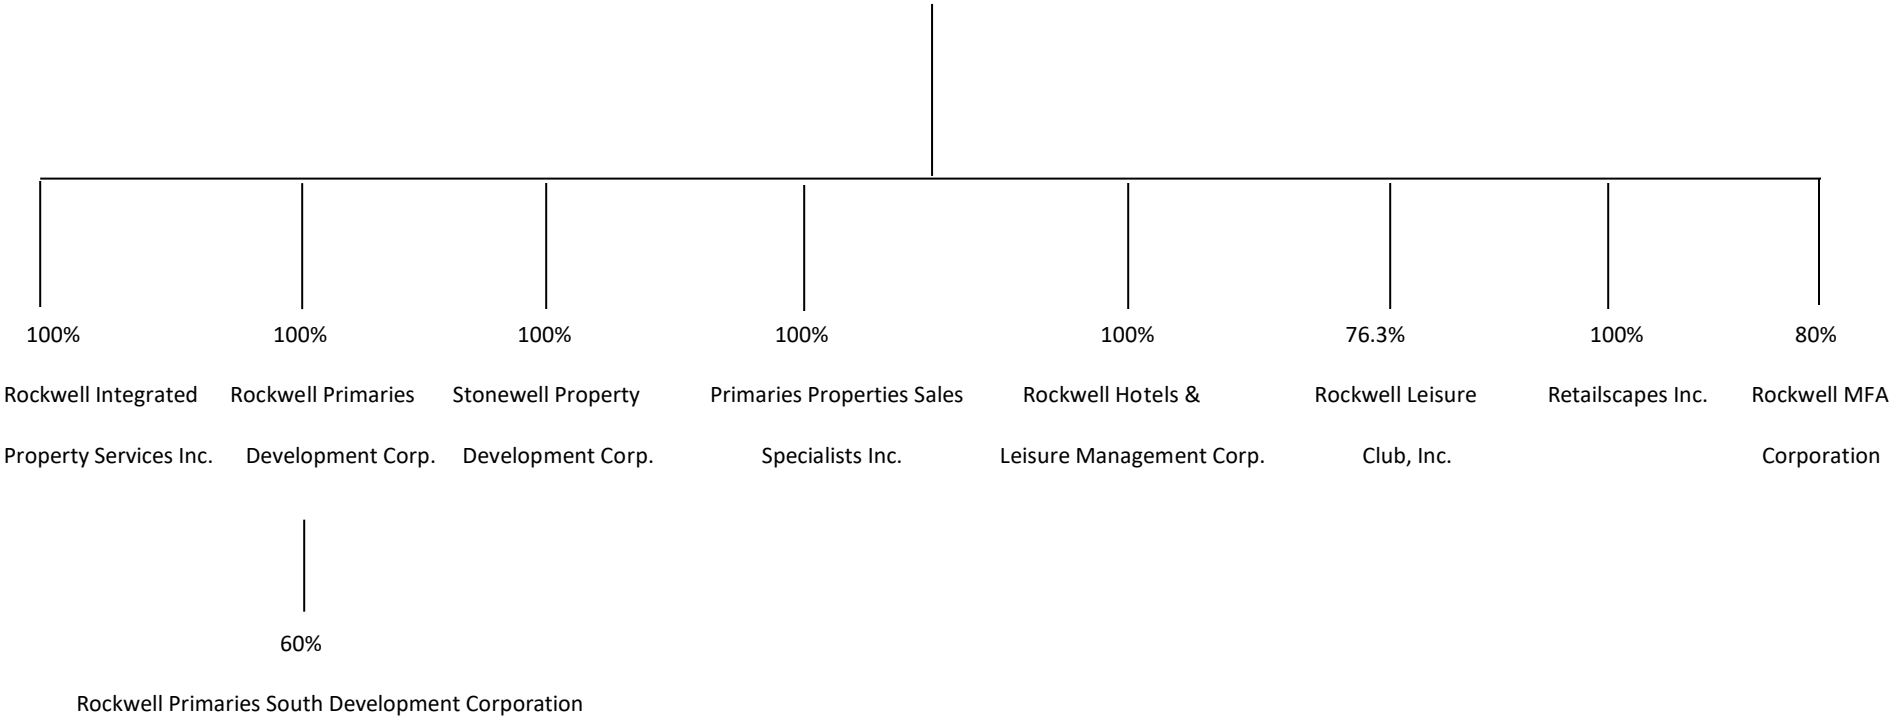 100% 100% 100% 100% 100% 76.3% 100% 80%
Rockwell Integrated Rockwell Primaries Stonewell Property Primaries Properties Sales Rockwell Hotels & Rockwell Leisure Retailscapes Inc. Rockwell MFA
Property Services Inc. Development Corp. Development Corp. Specialists Inc. Leisure Management Corp. Club, Inc. Corporation
60%
Rockwell Primaries South Development Corporation